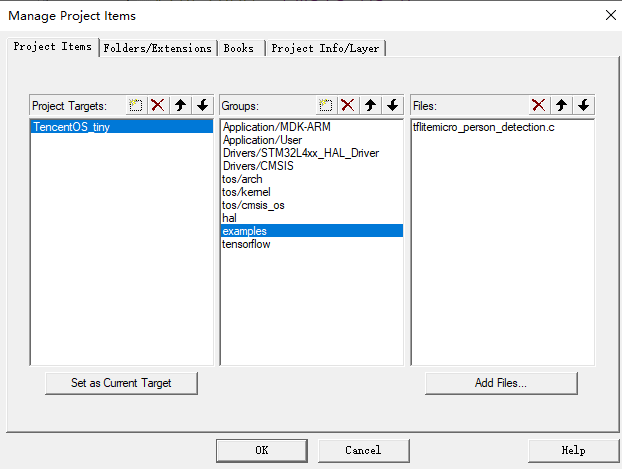 Manage Project Items
Project Items
Folders/Extensions
Books
Project Info/Layer
Project Targets:
Groups:
Files:
TencentOS_tiny
Application/MDK-ARM
Application/User
Drivers/STM32L4xx_HAL_Driver
Drivers/CMSIS
tos/arch
tos/kernel
tos/cmsis_os
hal
examples
tensorflow
tflitemicro_person_detection.c
Set as Current Target
Add Files...
OK
Cancel
Help